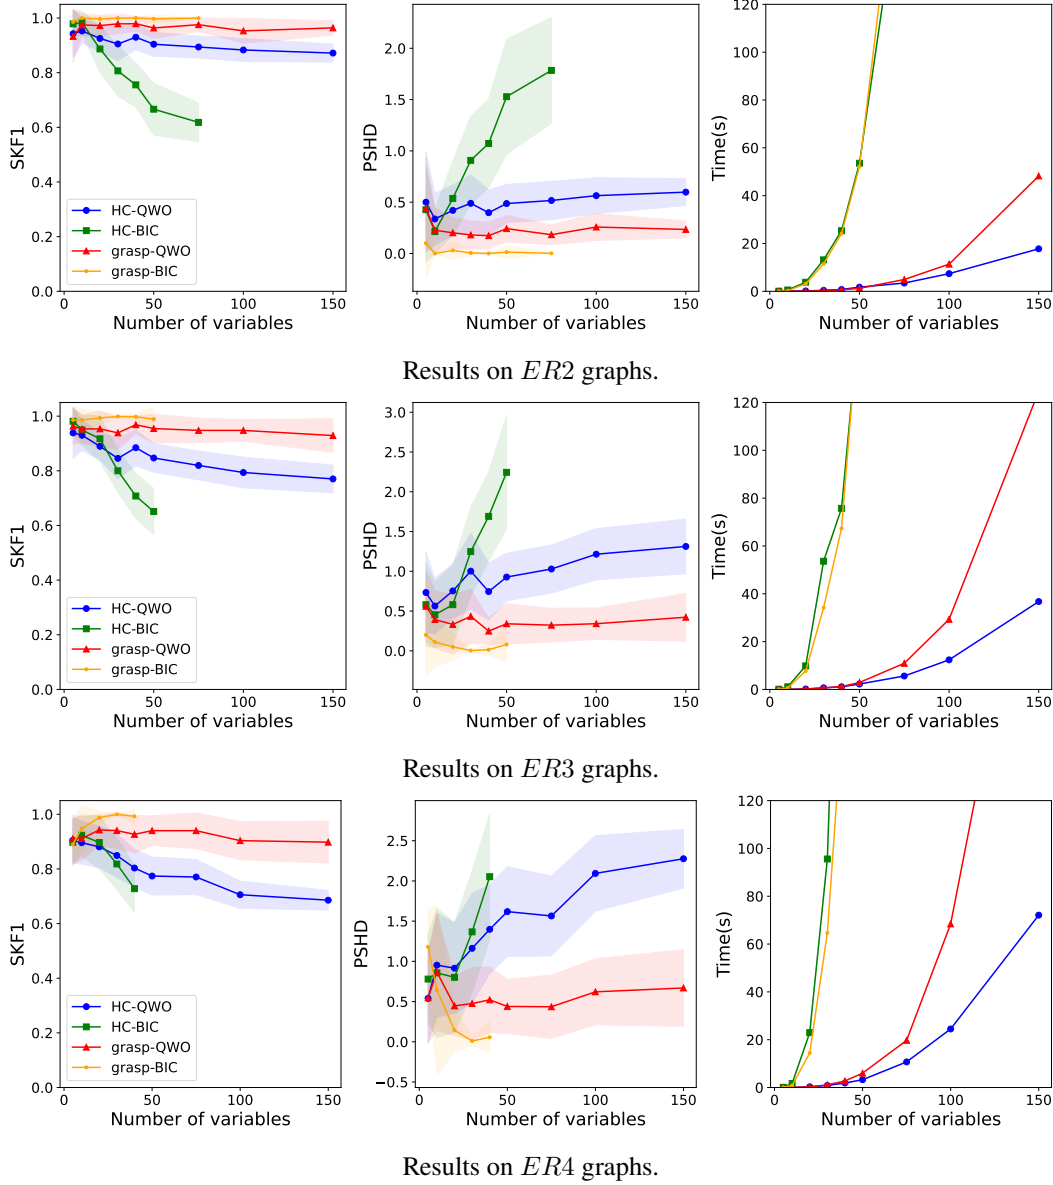 SKF1
1.0
0.8
0.6
0.4
0.2
0.0
HC-QWO
HC-BIC
grasp-QWO
grasp-BIC
0 50 100 150
Number of variables
PSHD
2.0
1.5
1.0
0.5
0.0
0 50 100 150
Number of variables
Time(s)
120
100
80
60
40
20
0
0 50 100 150
Number of variables
Results on ER2 graphs.
SKF1
1.0
0.8
0.6
0.4
0.2
0.0
HC-QWO
HC-BIC
grasp-QWO
grasp-BIC
0 50 100 150
Number of variables
PSHD
3.0
2.5
2.0
1.5
1.0
0.5
0.0
0 50 100 150
Number of variables
Time(s)
120
100
80
60
40
20
0
0 50 100 150
Number of variables
Results on ER3 graphs.
SKF1
1.0
0.8
0.6
0.4
0.2
0.0
HC-QWO
HC-BIC
grasp-QWO
grasp-BIC
0 50 100 150
Number of variables
PSHD
2.5
2.0
1.5
1.0
0.5
0.0
−0.5
0 50 100 150
Number of variables
Time(s)
120
100
80
60
40
20
0
0 50 100 150
Number of variables
Results on ER4 graphs.